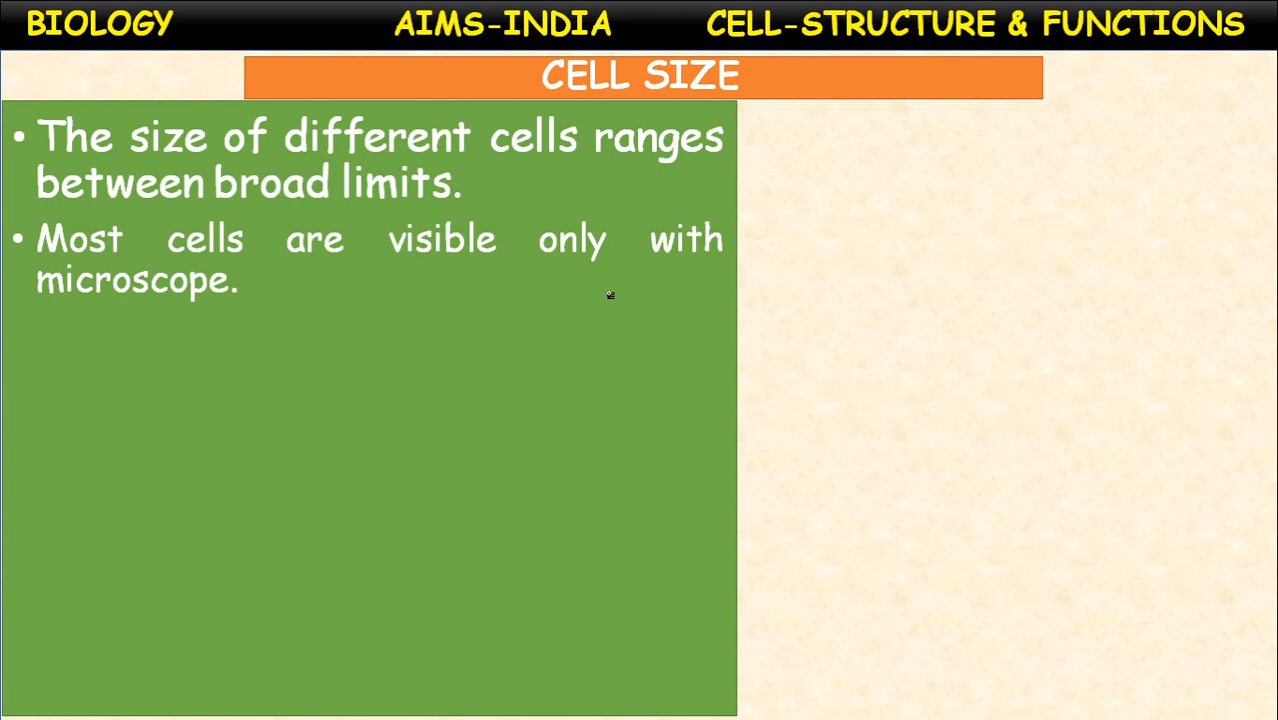 BIOLOGY AIMS-INDIA CELL-STRUCTURE & FUNCTIONS
CELL SIZE
• The size of different cells ranges
between broad limits.
• Most cells are visible only with
microscope.